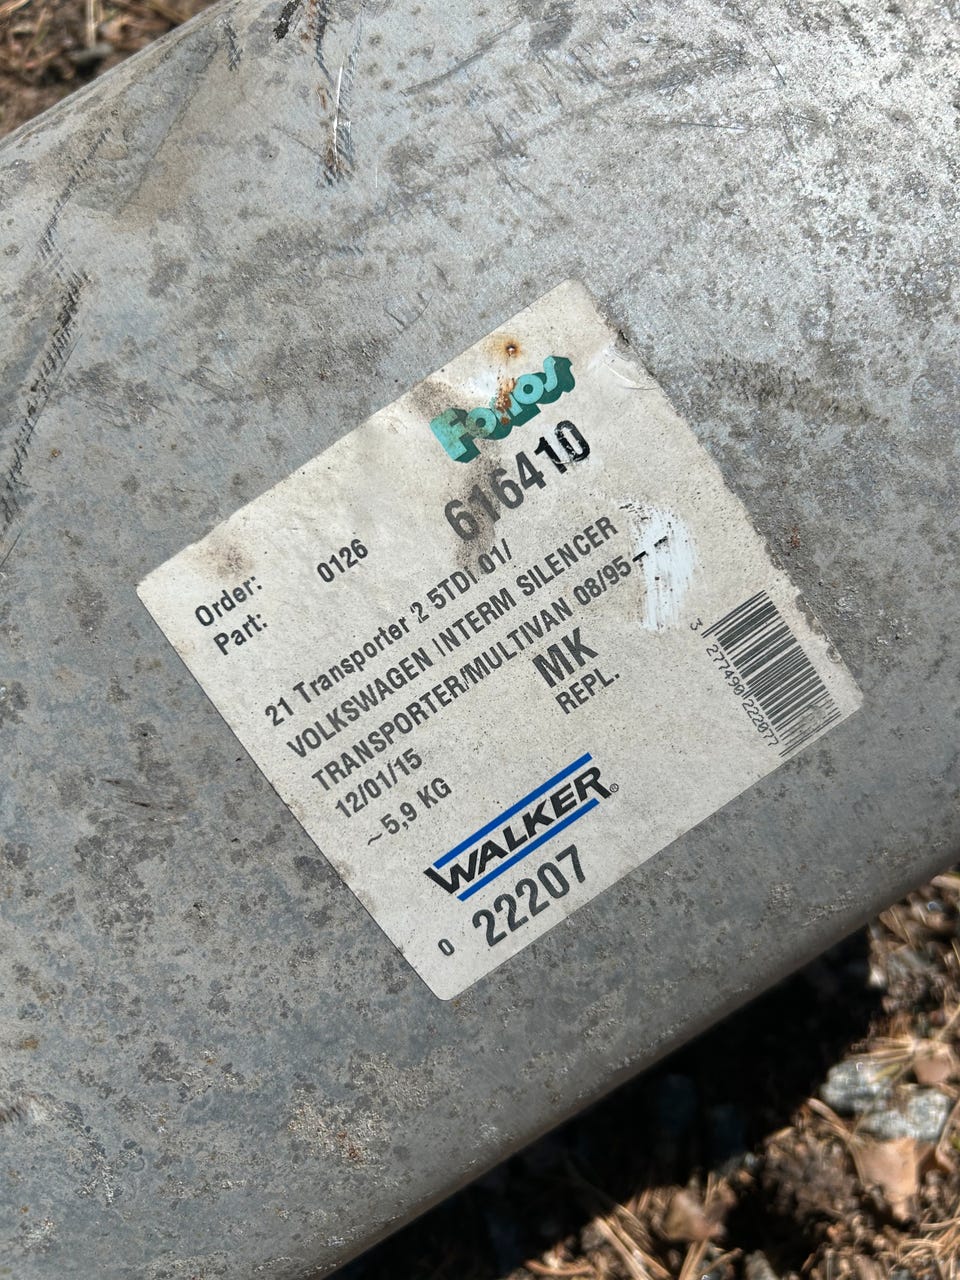 Fonos
616410
Order: 0126
Part:
21 Transporter 2 5TDI 01/
VOLKSWAGEN INTERM SILENCER
TRANSPORTER/MULTIVAN 08/95 - -
12/01/15
MK
~ 5,9 KG
REPL.
WALKER®
0 22207
3 277490 222077